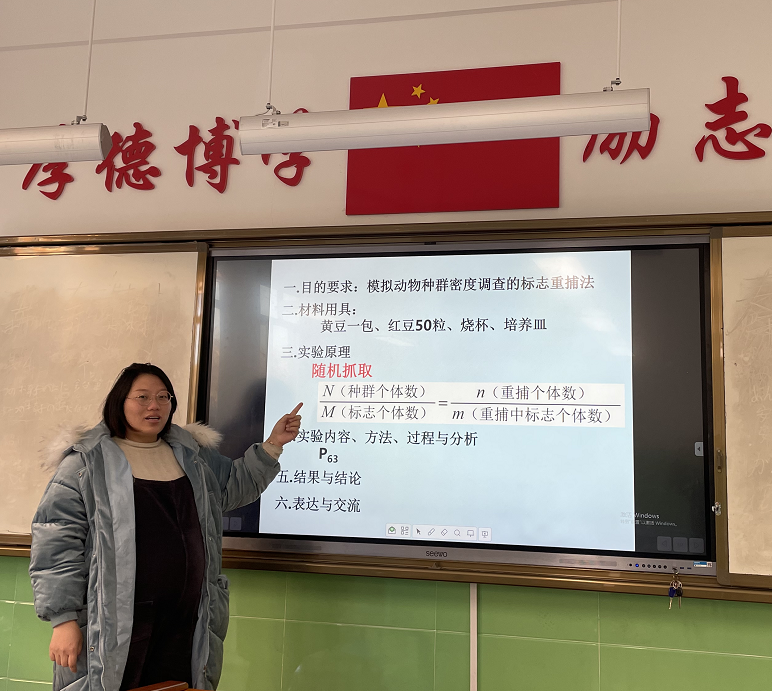 厚德博学 励志
一.目的要求：模拟动物种群密度调查的标志重捕法
二.材料用具：
黄豆一包、红豆50粒、烧杯、培养皿
三.实验原理
随机抓取
N（种群个体数）/M（标志个体数）=n（重捕个体数）/m（重捕中标志个体数）
.实验内容、方法、过程与分析
P63
五.结果与结论
六.表达与交流
Windows
seewo